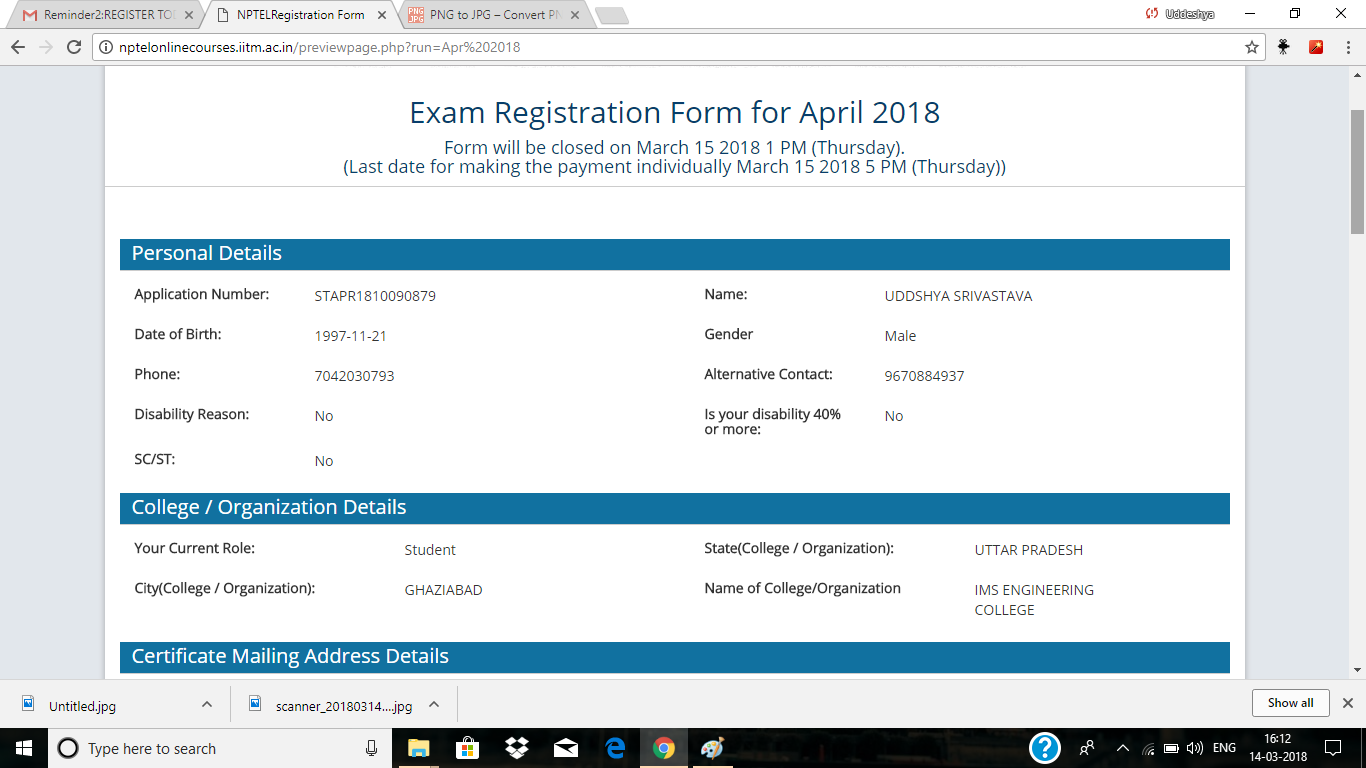 Reminder2:REGISTER TO
NPTELRegistration Form
PNG to JPG – Convert PN
Uddeshya
nptelonlinecourses.iitm.ac.in/previewpage.php?run=Apr%202018
Exam Registration Form for April 2018
Form will be closed on March 15 2018 1 PM (Thursday).
(Last date for making the payment individually March 15 2018 5 PM (Thursday))
Personal Details
Application Number: STAPR1810090879 Name: UDDSHYA SRIVASTAVA
Date of Birth: 1997-11-21 Gender Male
Phone: 7042030793 Alternative Contact: 9670884937
Disability Reason: No Is your disability 40% No
or more:
SC/ST: No
College / Organization Details
Your Current Role: Student State(College / Organization): UTTAR PRADESH
City(College / Organization): GHAZIABAD Name of College/Organization IMS ENGINEERING
COLLEGE
Certificate Mailing Address Details
Untitled.jpg scanner_20180314....jpg Show all
Type here to search ENG 16:12
14-03-2018